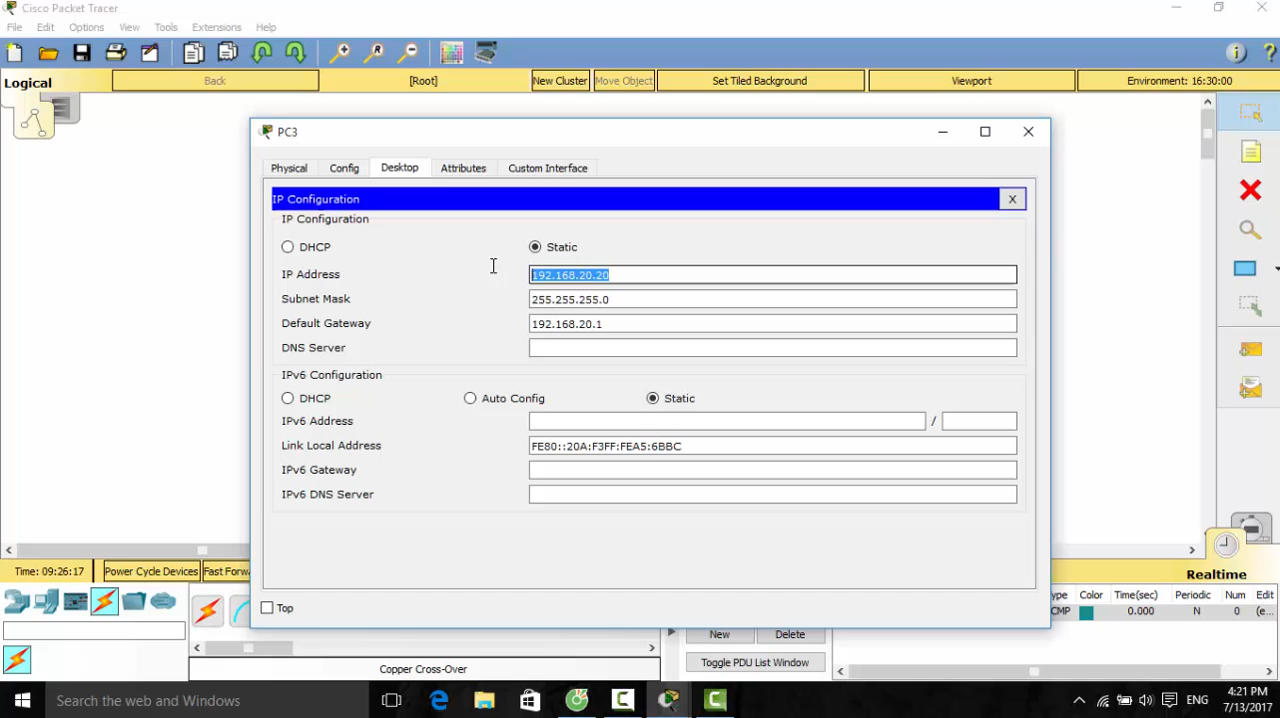 Cisco Packet Tracer
File Edit Options View Tools Extensions Help
Logical Back [Root] New Cluster Move Object Set Tiled Background Viewport Environment: 16:30:00
PC3
Physical Config Desktop Attributes Custom Interface
IP Configuration X
IP Configuration
DHCP Static
IP Address 192.168.20.20
Subnet Mask 255.255.255.0
Default Gateway 192.168.20.1
DNS Server
IPv6 Configuration
DHCP Auto Config Static
IPv6 Address /
Link Local Address FE80::20A:F3FF:FEA5:6BBC
IPv6 Gateway
IPv6 DNS Server
Top
Time: 09:26:17 Power Cycle Devices Fast Forw
Realtime
ype Color Time(sec) Periodic Num Edit
CMP 0.000 N 0 (e...
New Delete
Toggle PDU List Window
Copper Cross-Over
Search the web and Windows
ENG
4:21 PM
7/13/2017